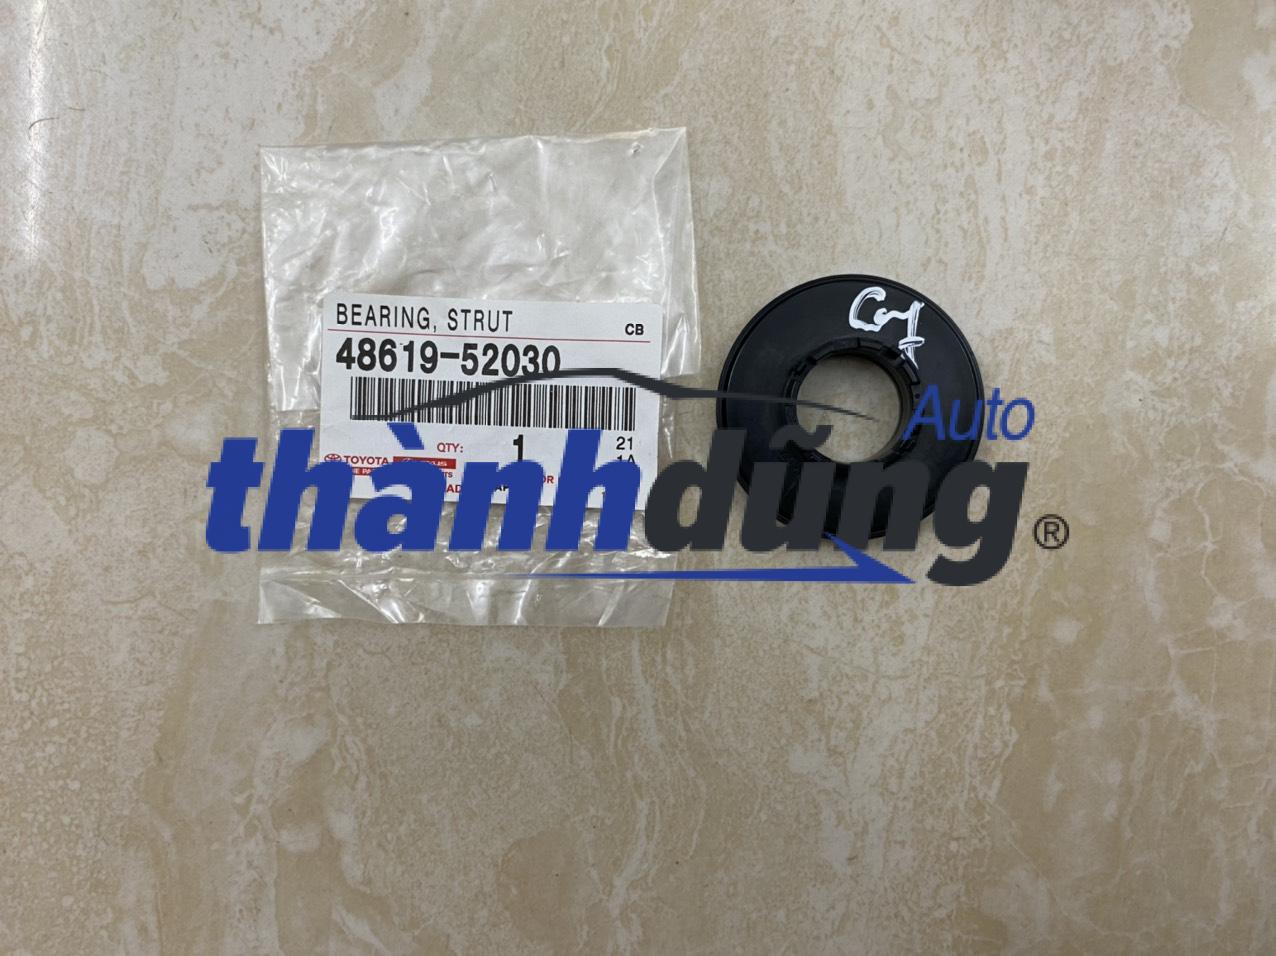 BEARING, STRUT
CB
48619-52030
QTY: 1
21
1A
TOYOTA
thànhdũng
Auto
®